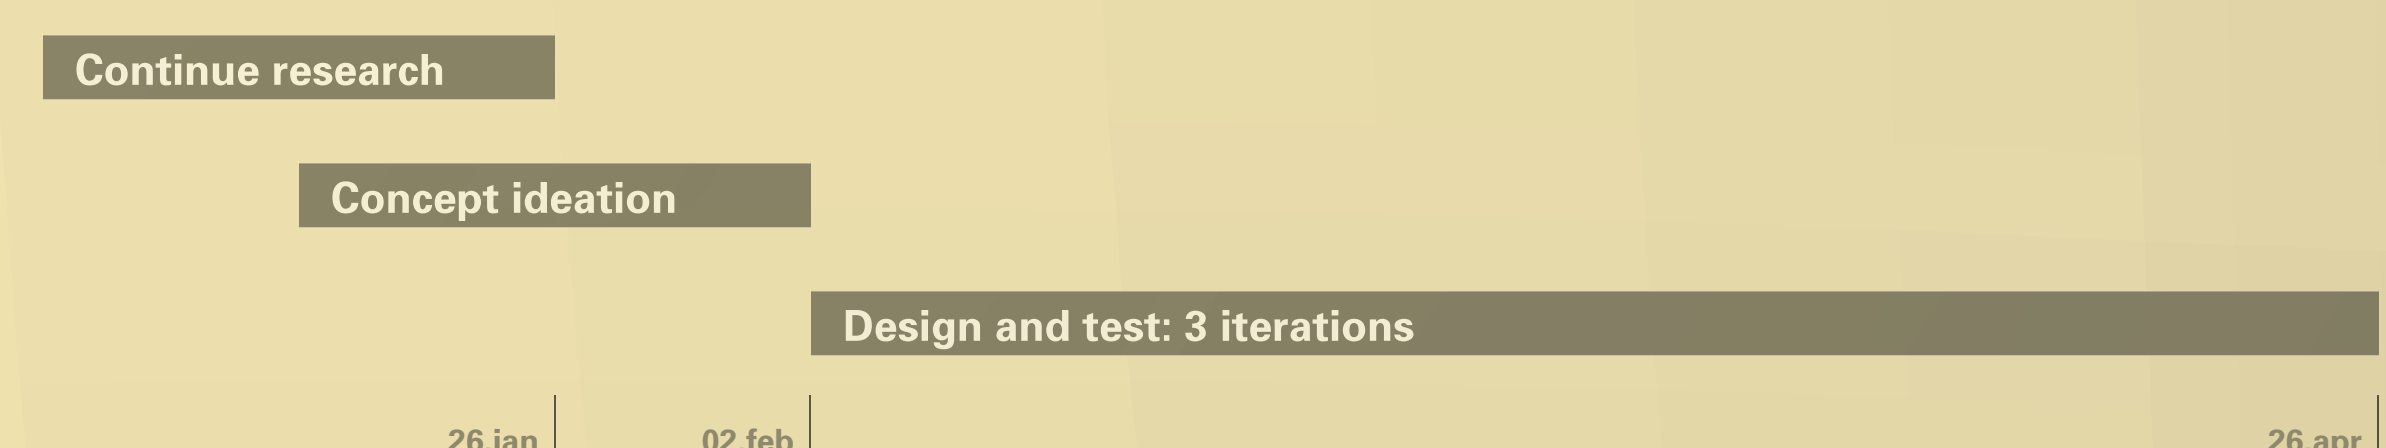 Continue research
Concept ideation
Design and test: 3 iterations
26.jan
02.feb
26.apr